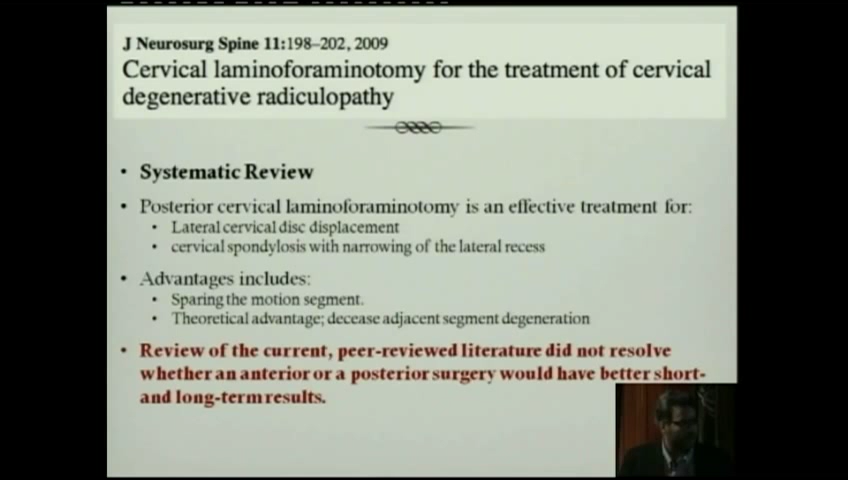 J Neurosurg Spine 11:198–202, 2009
Cervical laminoforaminotomy for the treatment of cervical
degenerative radiculopathy
• Systematic Review
• Posterior cervical laminoforaminotomy is an effective treatment for:
• Lateral cervical disc displacement
• cervical spondylosis with narrowing of the lateral recess
• Advantages includes:
• Sparing the motion segment.
• Theoretical advantage; decease adjacent segment degeneration
• Review of the current, peer-reviewed literature did not resolve
whether an anterior or a posterior surgery would have better short-
and long-term results.